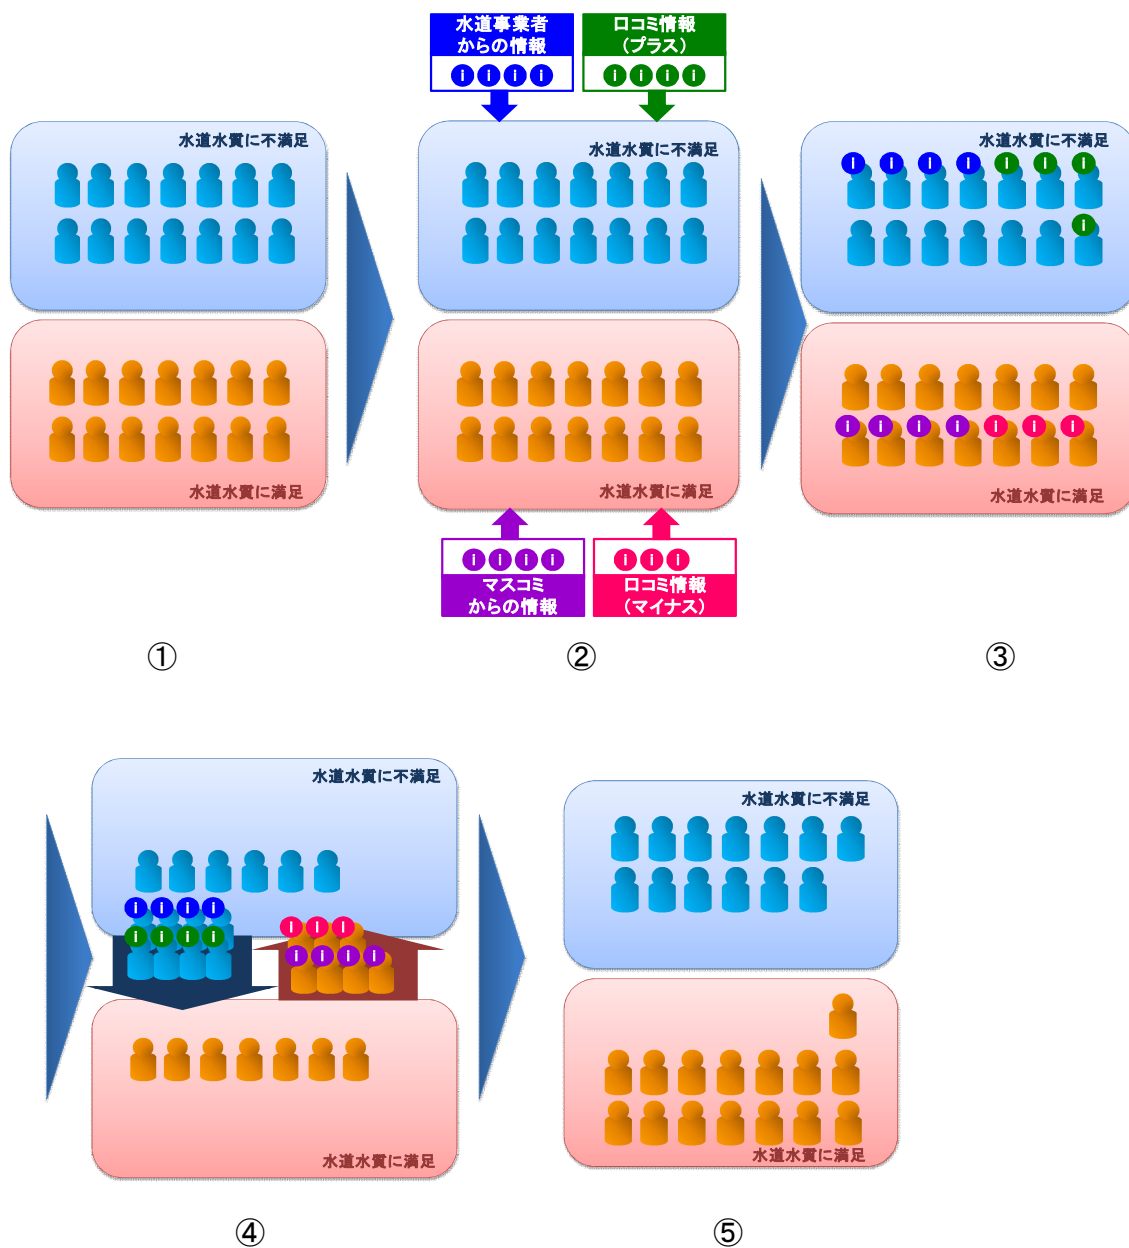 水道事業者
からの情報
i i i i
口コミ情報
（プラス）
i i i i
水道水質に不満足
水道水質に不満足
水道水質に不満足
i i i i i i i
i
i i i i i i i
水道水質に満足
水道水質に満足
水道水質に満足
i i i i
マスコミ
からの情報
i i i
口コミ情報
（マイナス）
①
②
③
水道水質に不満足
水道水質に不満足
i i i i
i i i i
i i i
i i i i
水道水質に満足
水道水質に満足
④
⑤